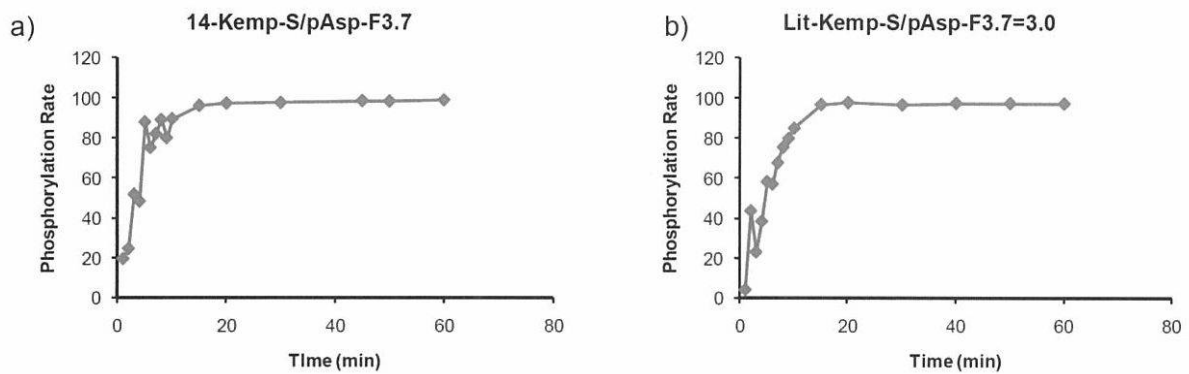 a)
14-Kemp-S/pAsp-F3.7
120
100
80
60
40
20
0
Phosphorylation Rate
0 20 40 60 80
TIme (min)
b)
Lit-Kemp-S/pAsp-F3.7=3.0
120
100
80
60
40
20
0
Phosphorylation Rate
0 20 40 60 80
Time (min)